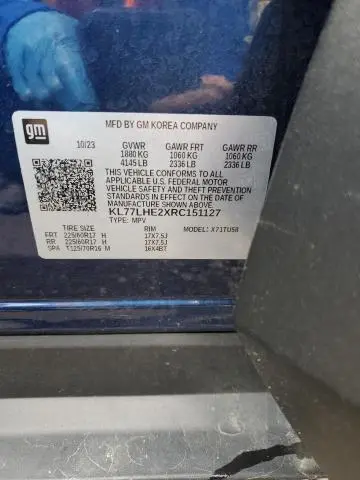 gm
MFD BY GM KOREA COMPANY
10/23 GVWR GAWR FRT GAWR RR
1880 KG 1060 KG 1060 KG
4145 LB 2336 LB 2336 LB
THIS VEHICLE CONFORMS TO ALL
APPLICABLE U.S. FEDERAL MOTOR
VEHICLE SAFETY AND THEFT PREVENTION
STANDARDS IN EFFECT ON THE DATE OF
MANUFACTURE SHOWN ABOVE.
KL77LHE2XRC151127
TYPE: MPV MODEL: X71TUS8
TIRE SIZE RIM
FRT 225/60R17 H 17X7.5J
RR 225/60R17 H 17X7.5J
SPA T125/70R16 M 16X4BT